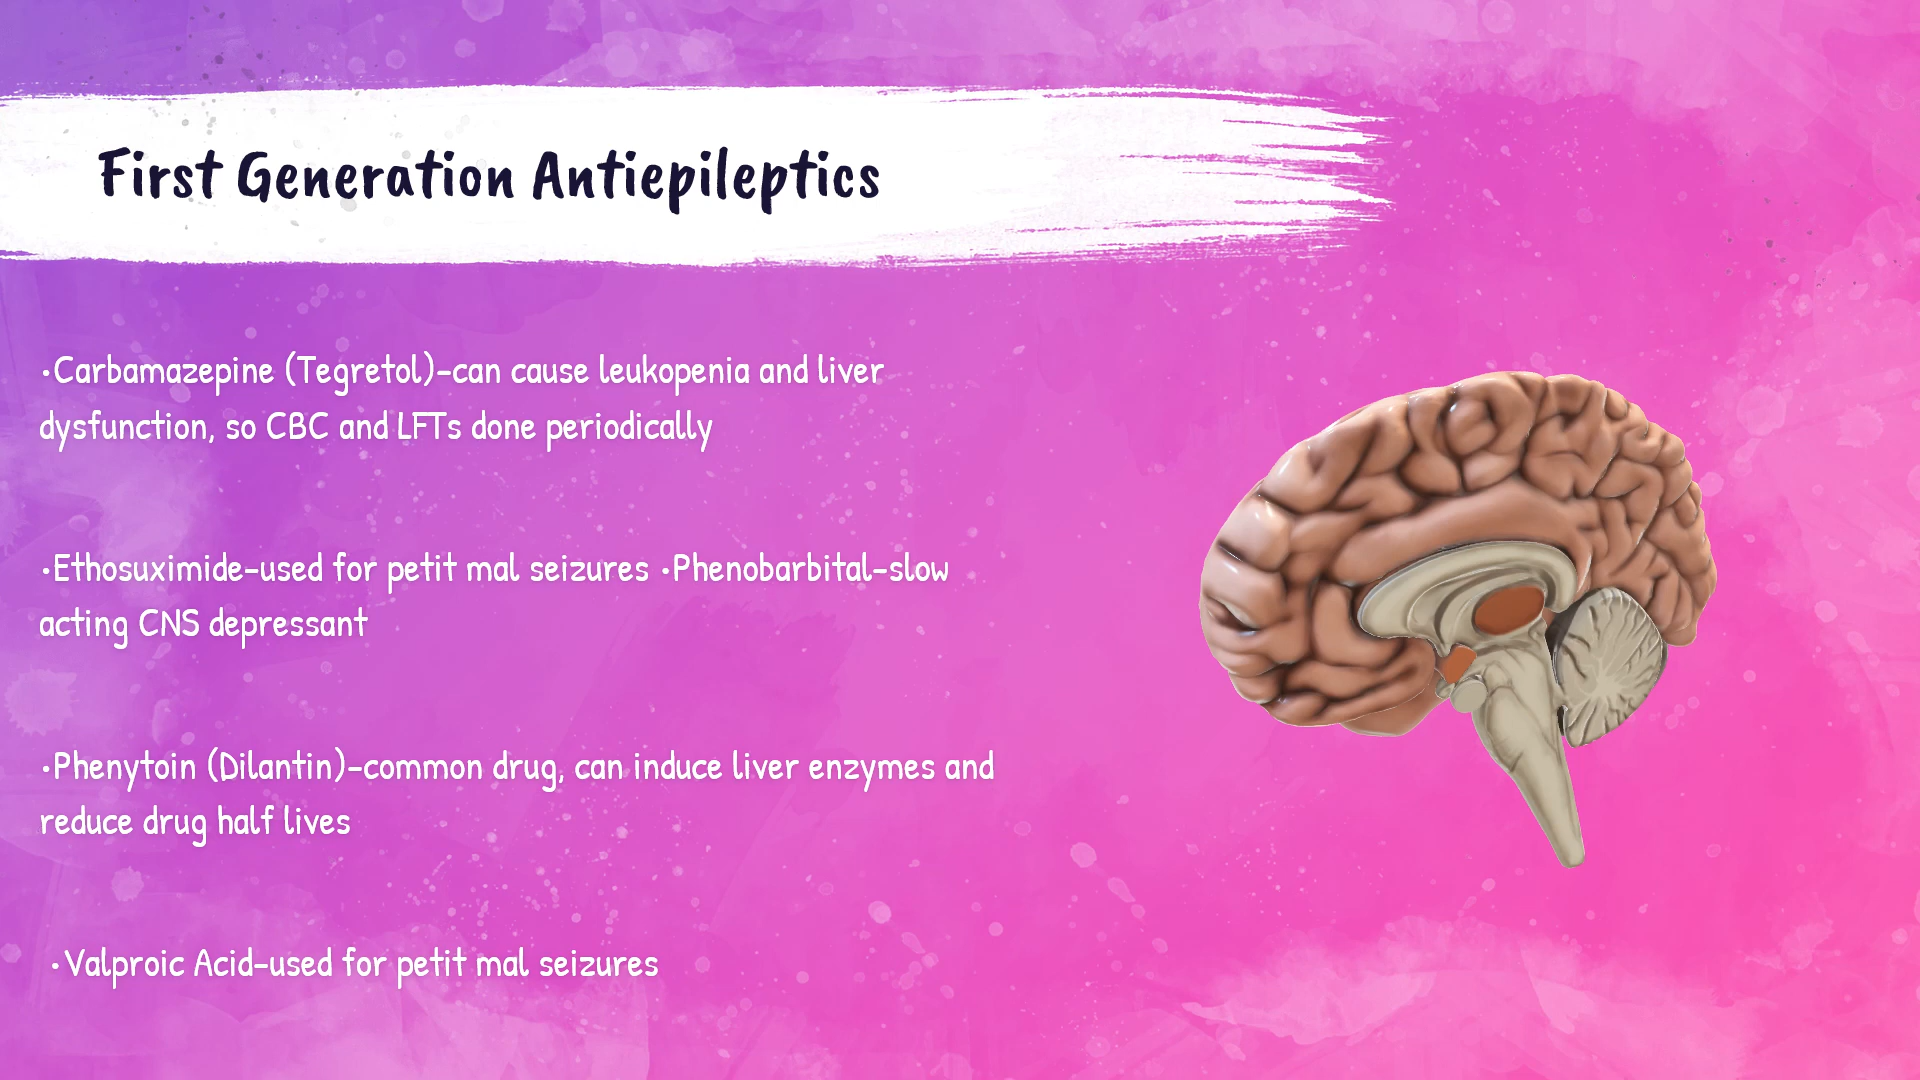 First Generation Antiepileptics
•Carbamazepine (Tegretol)-can cause leukopenia and liver
dysfunction, so CBC and LFTs done periodically
•Ethosuximide-used for petit mal seizures •Phenobarbital-slow
acting CNS depressant
•Phenytoin (Dilantin)-common drug, can induce liver enzymes and
reduce drug half lives
•Valproic Acid-used for petit mal seizures